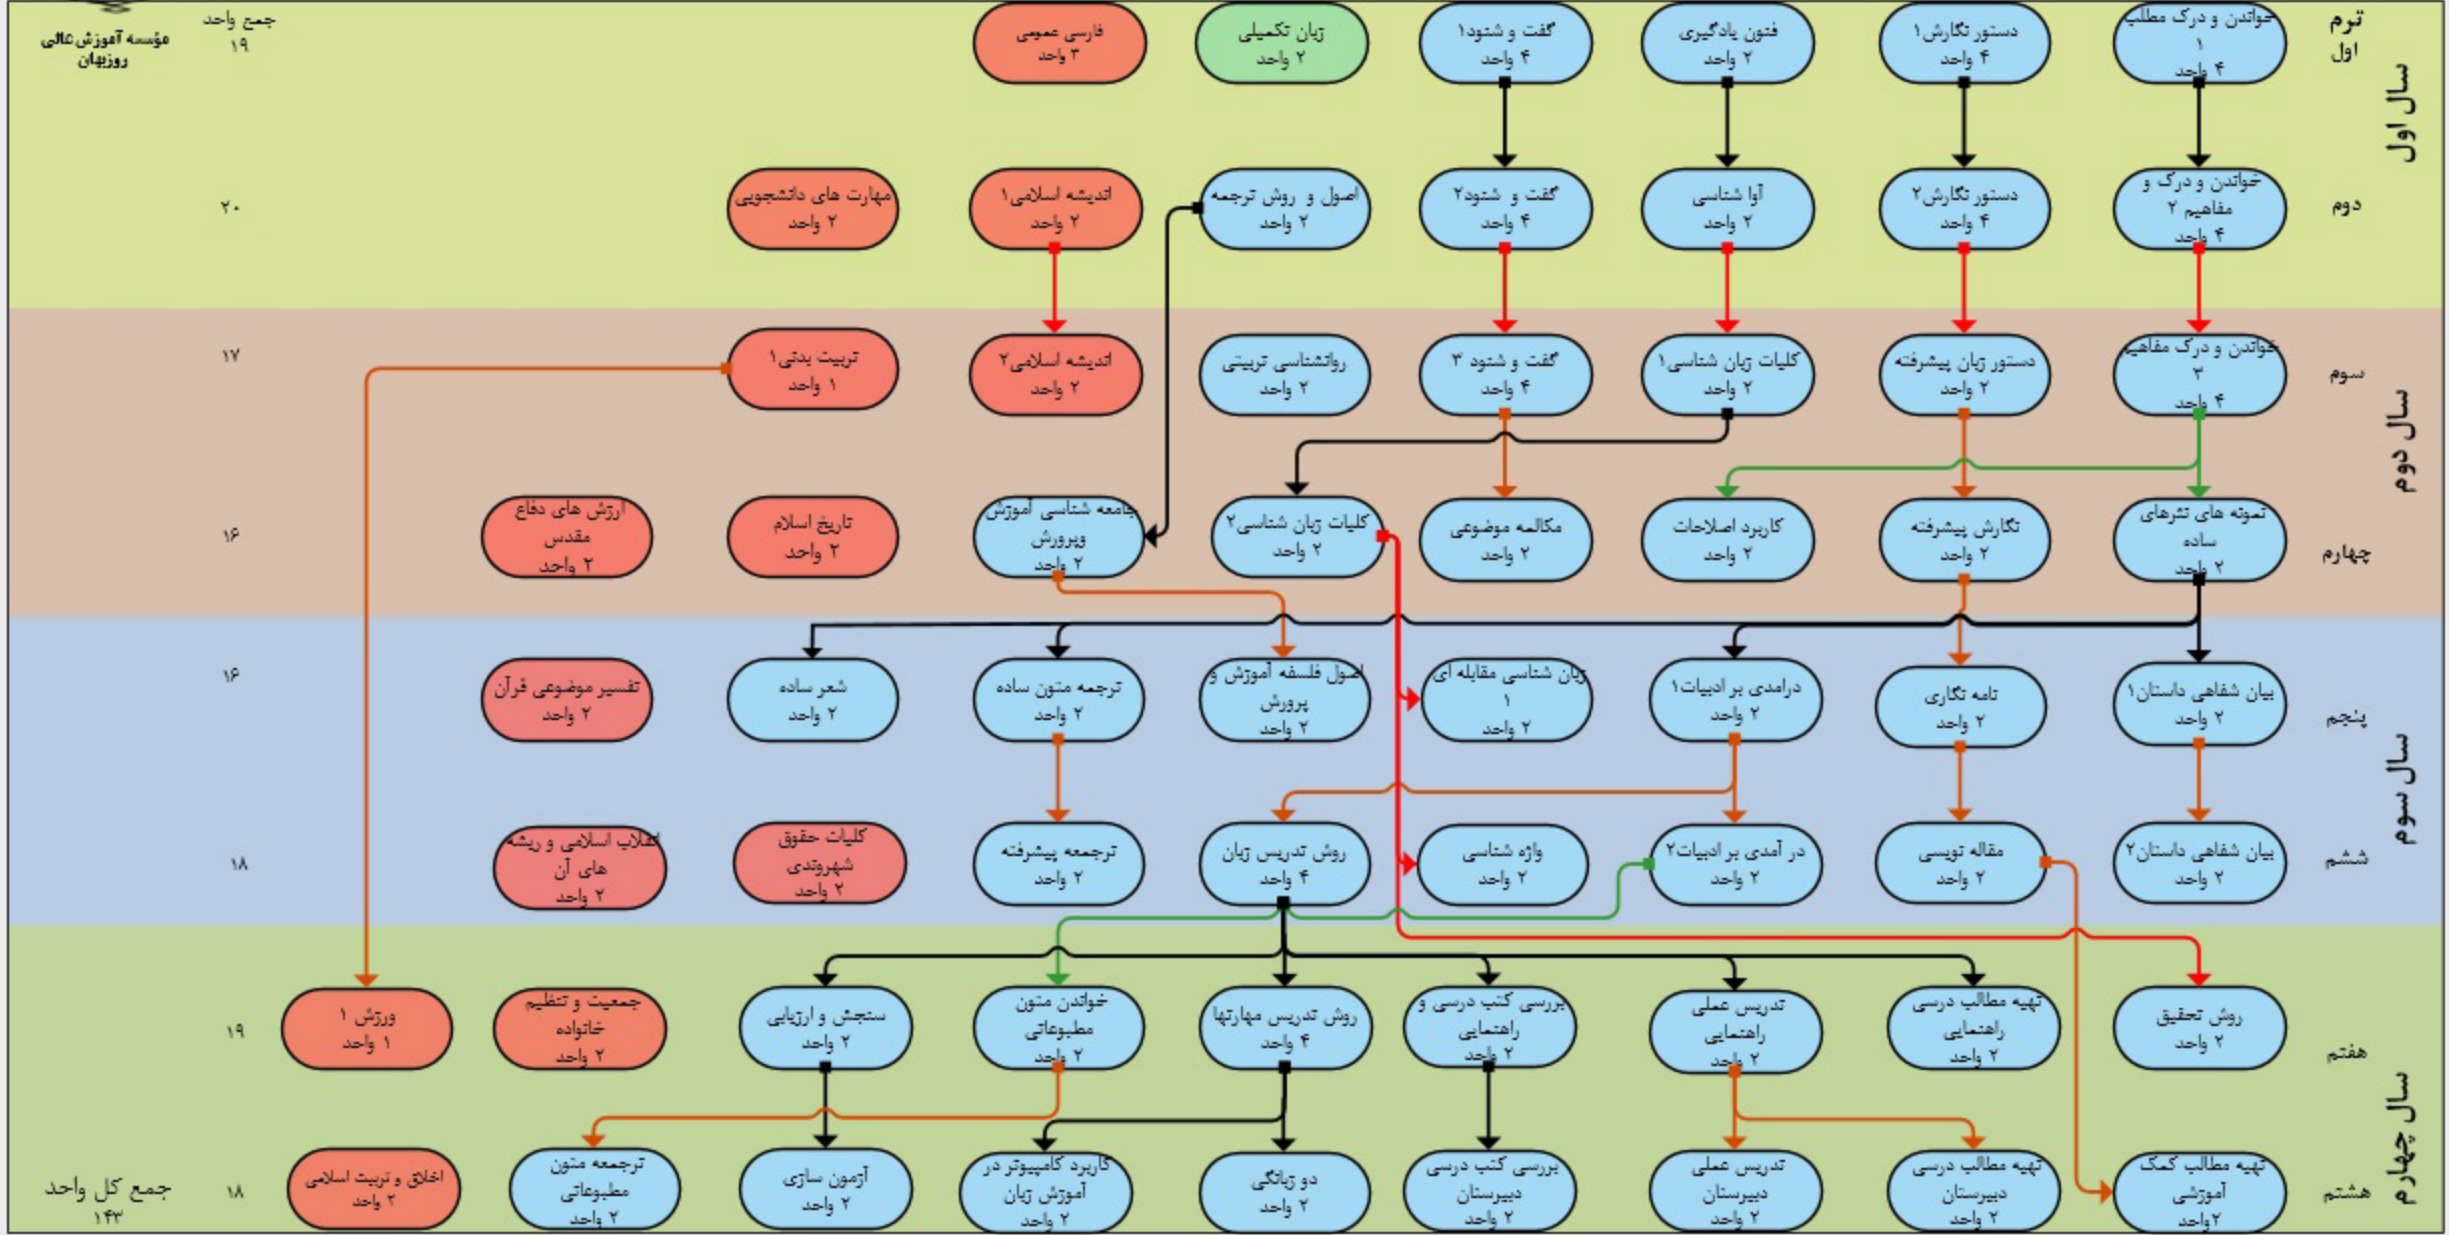 ترم
اول
خواندن و درک مطلب
۱
۴ واحد
دستور نگارش۱
۴ واحد
فنون یادگیری
۲ واحد
گفت و شنود۱
۴ واحد
زبان تکمیلی
۲ واحد
فارسی عمومی
۳ واحد
جمع واحد
۱۹
مؤسسه آموزش عالی
روزبهان
سال اول
دوم
خواندن و درک و
مفاهیم ۲
۴ واحد
دستور نگارش۲
۴ واحد
آوا شناسی
۲ واحد
گفت و شنود۲
۴ واحد
اصول و روش ترجمه
۲ واحد
اندیشه اسلامی۱
۲ واحد
مهارت های دانشجویی
۲ واحد
۲۰
سوم
خواندن و درک مفاهیم
۳
۴ واحد
دستور زبان پیشرفته
۲ واحد
کلیات زبان شناسی۱
۲ واحد
گفت و شنود ۳
۴ واحد
روانشناسی تربیتی
۲ واحد
اندیشه اسلامی۲
۲ واحد
تربیت بدنی۱
۱ واحد
۱۷
سال دوم
چهارم
نمونه های نثرهای
ساده
۲ واحد
نگارش پیشرفته
۲ واحد
کاربرد اصلاحات
۲ واحد
مکالمه موضوعی
۲ واحد
کلیات زبان شناسی۲
۲ واحد
جامعه شناسی آموزش
وپرورش
۲ واحد
تاریخ اسلام
۲ واحد
ارزش های دفاع
مقدس
۲ واحد
۱۶
پنجم
بیان شفاهی داستان۱
۲ واحد
نامه نگاری
۲ واحد
درامدی بر ادبیات۱
۲ واحد
زبان شناسی مقابله ای
۱
۲ واحد
اصول فلسفه آموزش و
پرورش
۲ واحد
ترجمه متون ساده
۲ واحد
شعر ساده
۲ واحد
تفسیر موضوعی قرآن
۲ واحد
۱۶
سال سوم
ششم
بیان شفاهی داستان۲
۲ واحد
مقاله نویسی
۲ واحد
در آمدی بر ادبیات۲
۲ واحد
واژه شناسی
۲ واحد
روش تدریس زبان
۴ واحد
ترجمعه پیشرفته
۲ واحد
کلیات حقوق
شهروندی
۲ واحد
انقلاب اسلامی و ریشه
های آن
۲ واحد
۱۸
هفتم
روش تحقیق
۲ واحد
تهیه مطالب درسی
راهنمایی
۲ واحد
تدریس عملی
راهنمایی
۲ واحد
بررسی کتب درسی و
راهنمایی
۲ واحد
روش تدریس مهارتها
۴ واحد
خواندن متون
مطبوعاتی
۲ واحد
سنجش و ارزیابی
۲ واحد
جمعیت و تنظیم
خانواده
۲ واحد
ورزش ۱
۱ واحد
۱۹
سال چهارم
هشتم
تهیه مطالب کمک
آموزشی
۲واحد
تهیه مطالب درسی
دبیرستان
۲ واحد
تدریس عملی
دبیرستان
۲ واحد
بررسی کتب درسی
دبیرستان
۲ واحد
دو زبانگی
۲ واحد
کاربرد کامپیوتر در
آموزش زبان
۲ واحد
آزمون سازی
۲ واحد
ترجمعه متون
مطبوعاتی
۲ واحد
اخلاق و تربیت اسلامی
۲ واحد
۱۸
جمع کل واحد
۱۴۳